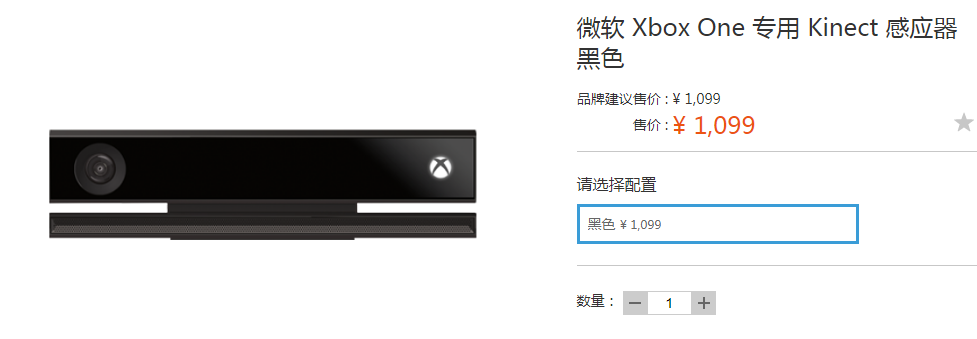 微软 Xbox One 专用 Kinect 感应器
黑色
品牌建议售价 : ¥ 1,099
售价 : ¥ 1,099
请选择配置
黑色 ¥ 1,099
数量 : 1